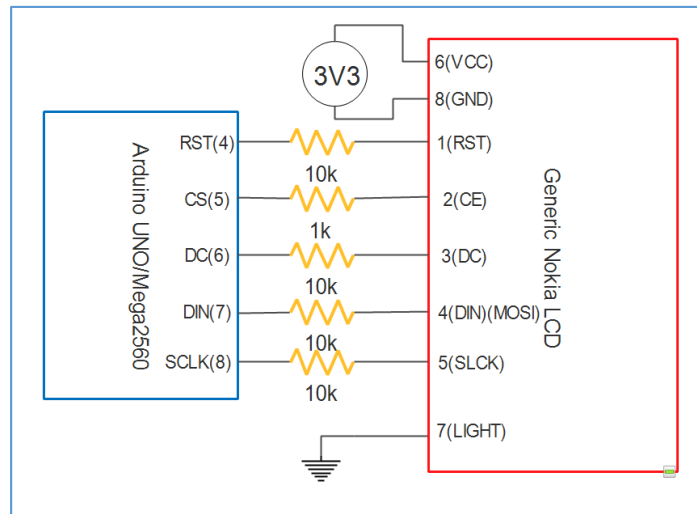 3V3
6(VCC)
8(GND)
Arduino UNO/Mega2560
RST(4)
10k
1(RST)
CS(5)
1k
2(CE)
DC(6)
10k
3(DC)
DIN(7)
10k
4(DIN)(MOSI)
SCLK(8)
10k
5(SLCK)
7(LIGHT)
Generic Nokia LCD